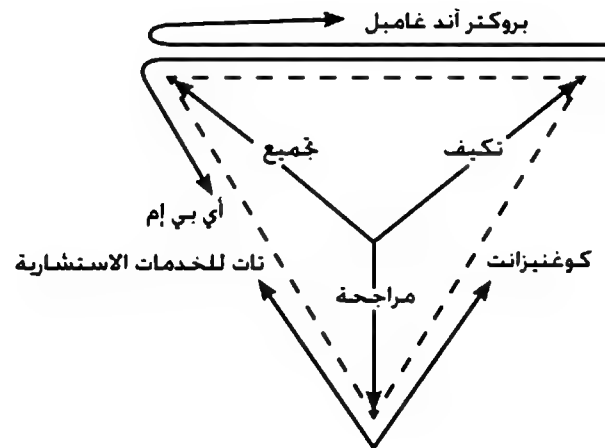 بروكتر آند غامبل
تكيف
تجميع
أي بي إم
كوغنيزانت
تات للخدمات الاستشارية
مراجحة